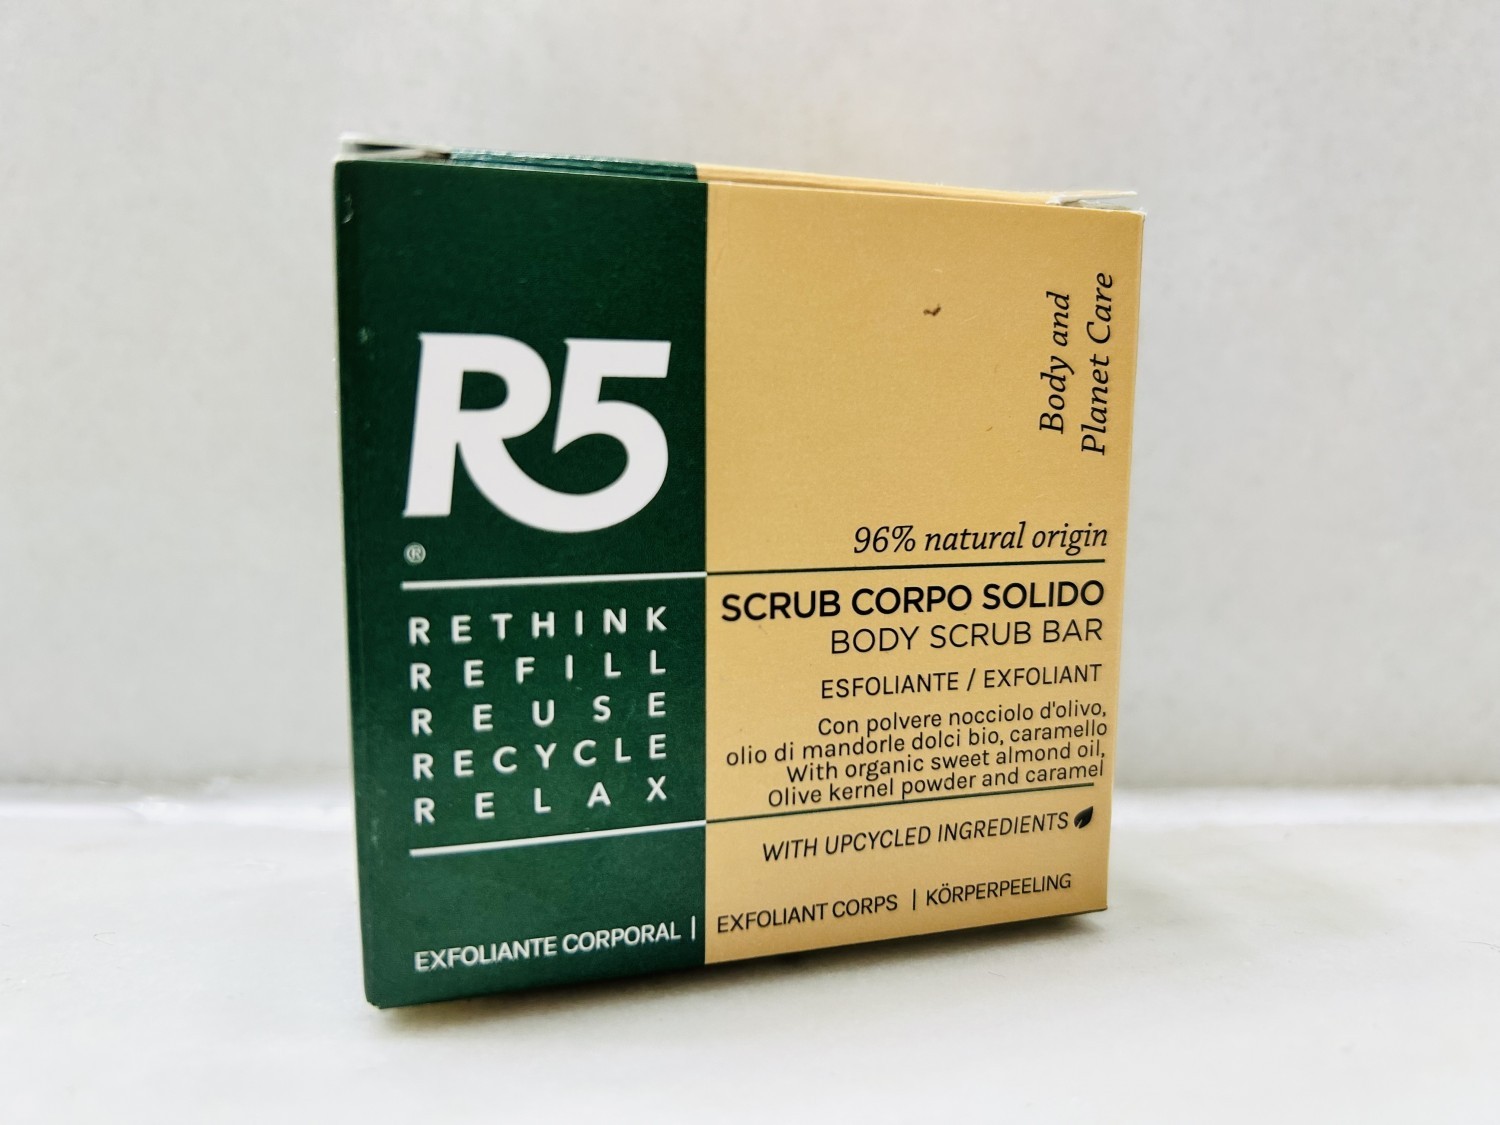 R5
®
RETHINK
REFILL
REUSE
RECYCLE
RELAX
EXFOLIANTE CORPORAL |
Body and
Planet Care
96% natural origin
SCRUB CORPO SOLIDO
BODY SCRUB BAR
ESFOLIANTE / EXFOLIANT
Con polvere nocciolo d'olivo,
olio di mandorle dolci bio, caramello
With organic sweet almond oil,
Olive kernel powder and caramel
WITH UPCYCLED INGREDIENTS
EXFOLIANT CORPS | KÖRPERPEELING